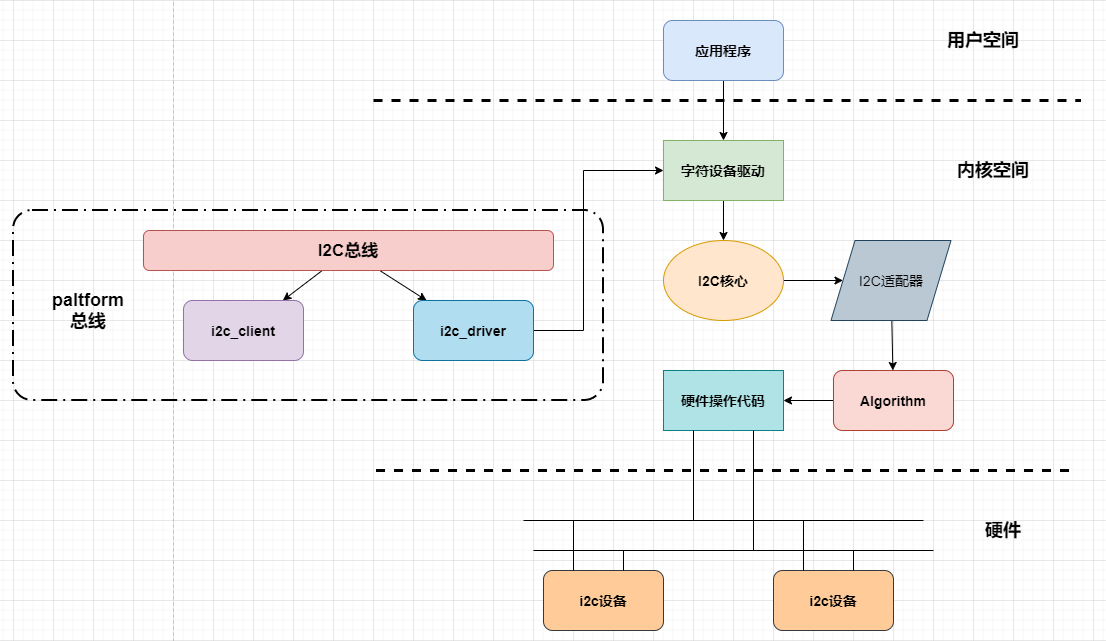 应用程序
用户空间
字符设备驱动
内核空间
I2C总线
paltform
总线
i2c_client
i2c_driver
I2C核心
I2C适配器
硬件操作代码
Algorithm
硬件
i2c设备
i2c设备